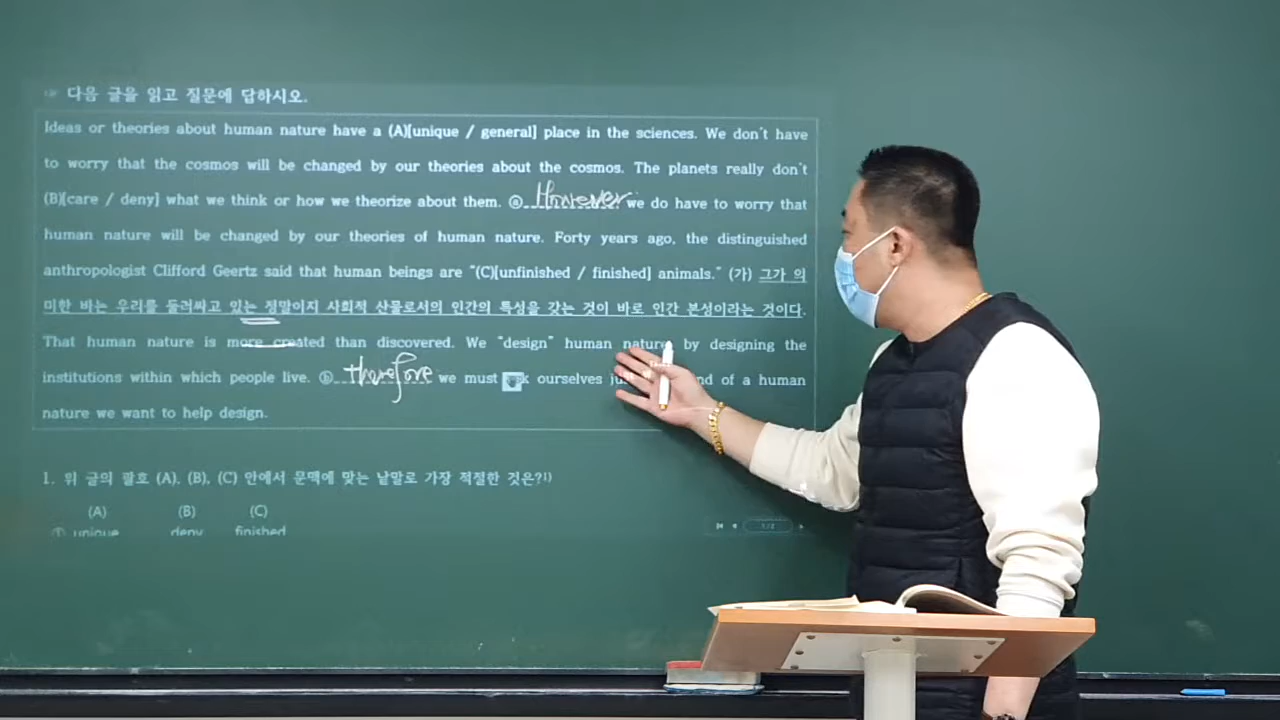 ☞ 다음 글을 읽고 질문에 답하시오.
Ideas or theories about human nature have a (A)[unique / general] place in the sciences. We don't have
to worry that the cosmos will be changed by our theories about the cosmos. The planets really don't
(B)[care / deny] what we think or how we theorize about them. ⓐ However we do have to worry that
human nature will be changed by our theories of human nature. Forty years ago, the distinguished
anthropologist Clifford Geertz said that human beings are "(C)[unfinished / finished] animals." (가) 그가 의
미한 바는 우리를 둘러싸고 있는 정말이지 사회적 산물로서의 인간의 특성을 갖는 것이 바로 인간 본성이라는 것이다.
That human nature is more created than discovered. We "design" human nature by designing the
institutions within which people live. ⓑ therefore we must ourselves of a human
nature we want to help design.
1. 위 글의 괄호 (A), (B), (C) 안에서 문맥에 맞는 낱말로 가장 적절한 것은?1)
(A) (B) (C)
① unique deny finished
1/2